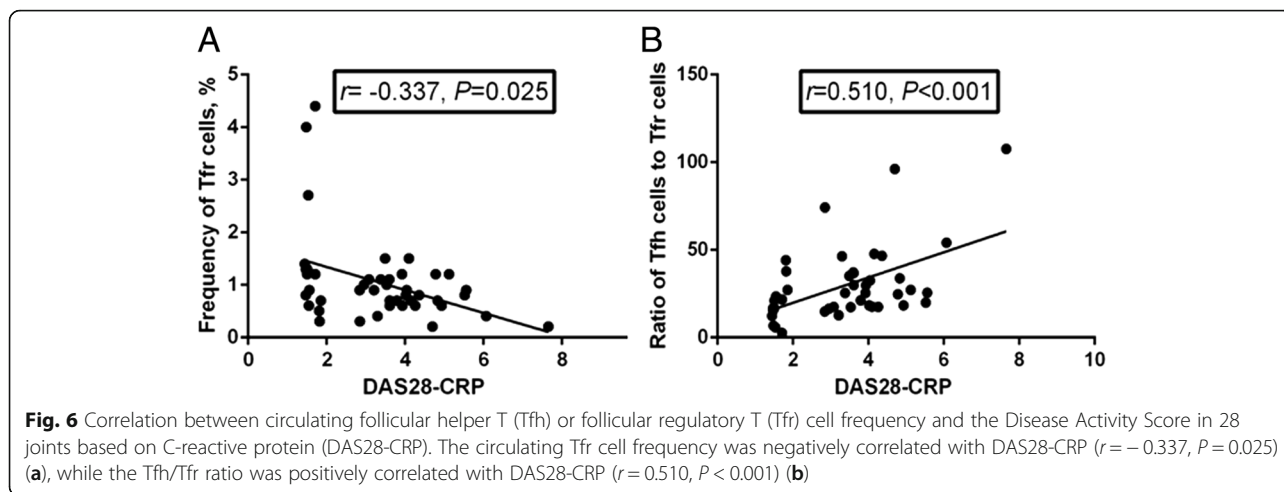 A
B
r= -0.337, P=0.025
r=0.510, P<0.001
Frequency of Tfr cells, %
5
4
3
2
1
0
0 2 4 6 8
DAS28-CRP
Ratio of Tfh cells to Tfr cells
150
100
50
0
0 2 4 6 8 10
DAS28-CRP
Fig. 6 Correlation between circulating follicular helper T (Tfh) or follicular regulatory T (Tfr) cell frequency and the Disease Activity Score in 28
joints based on C-reactive protein (DAS28-CRP). The circulating Tfr cell frequency was negatively correlated with DAS28-CRP (r = − 0.337, P = 0.025)
(a), while the Tfh/Tfr ratio was positively correlated with DAS28-CRP (r = 0.510, P < 0.001) (b)